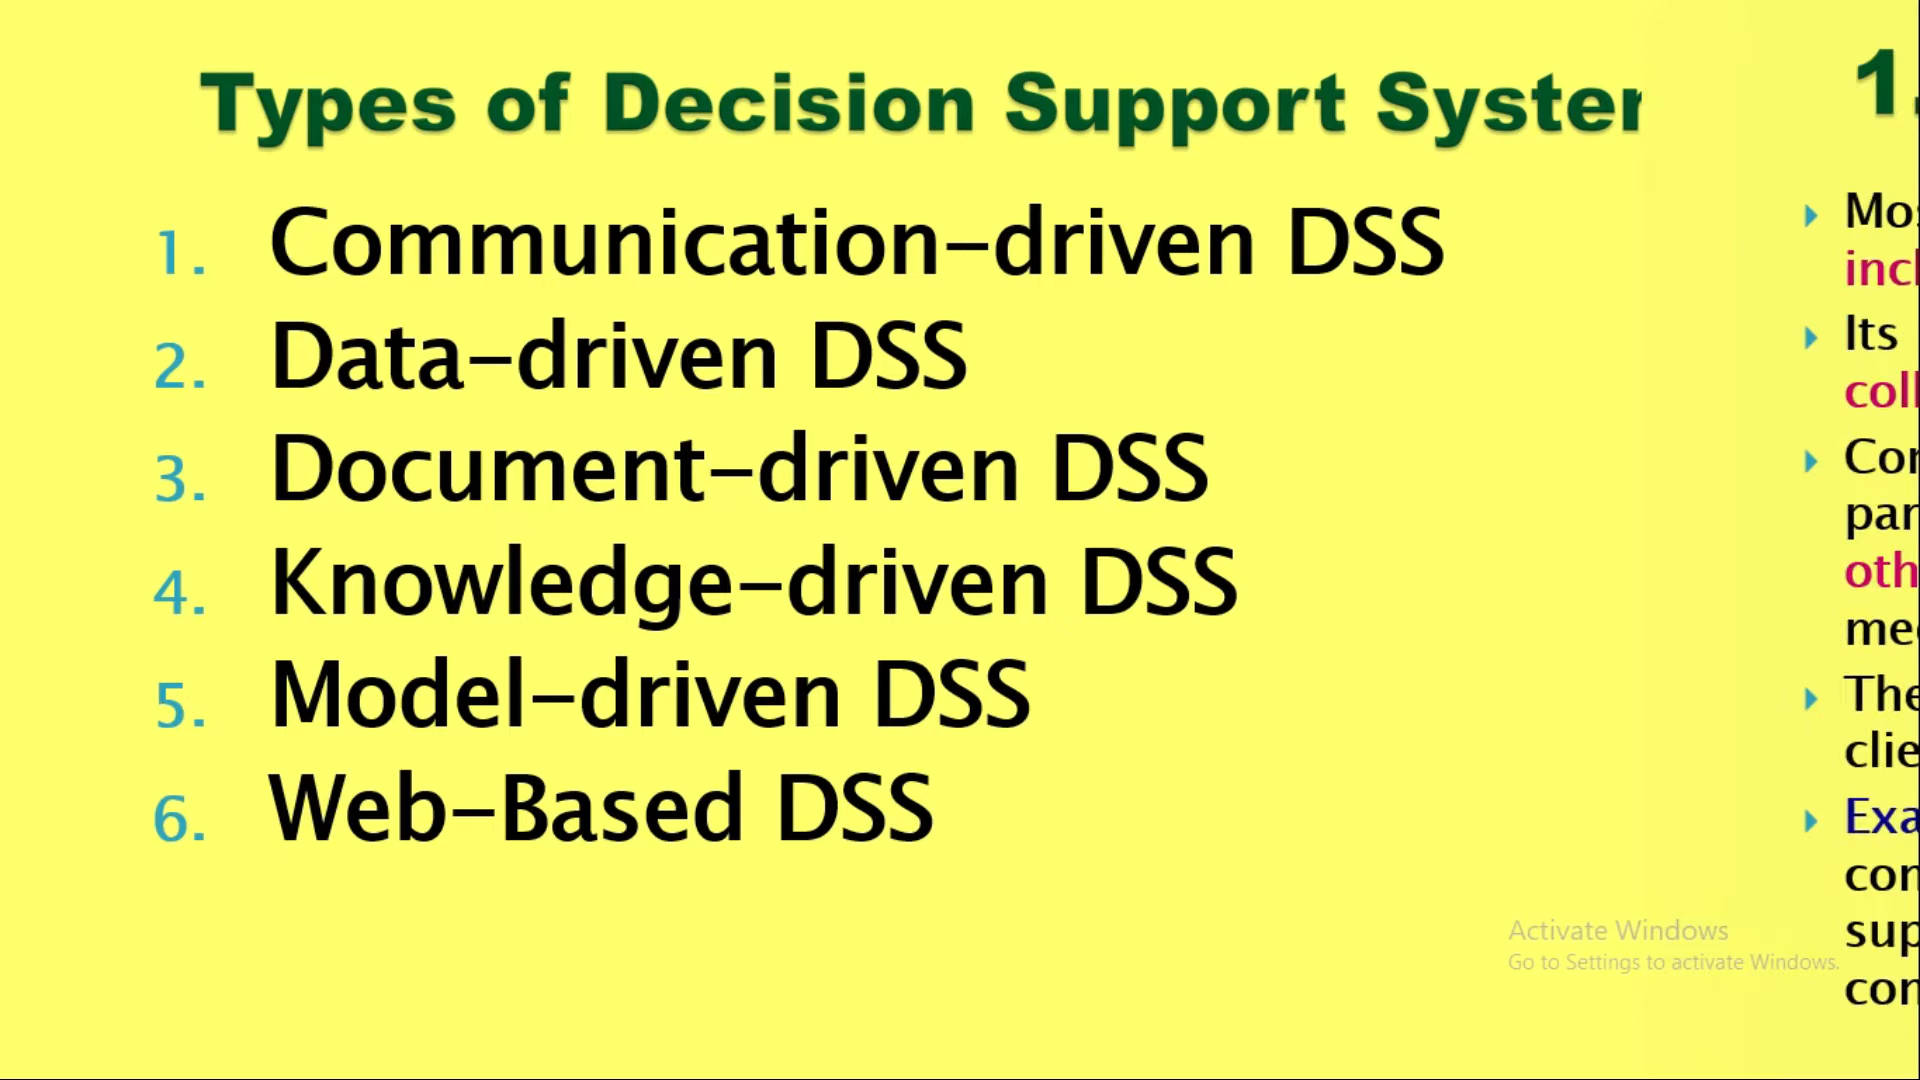 Types of Decision Support
1. Communication-driven DSS
2. Data-driven DSS
3. Document-driven DSS
4. Knowledge-driven DSS
5. Model-driven DSS
6. Web-Based DSS
Activate Windows
Go to Settings to activate Windows.
1.
Its